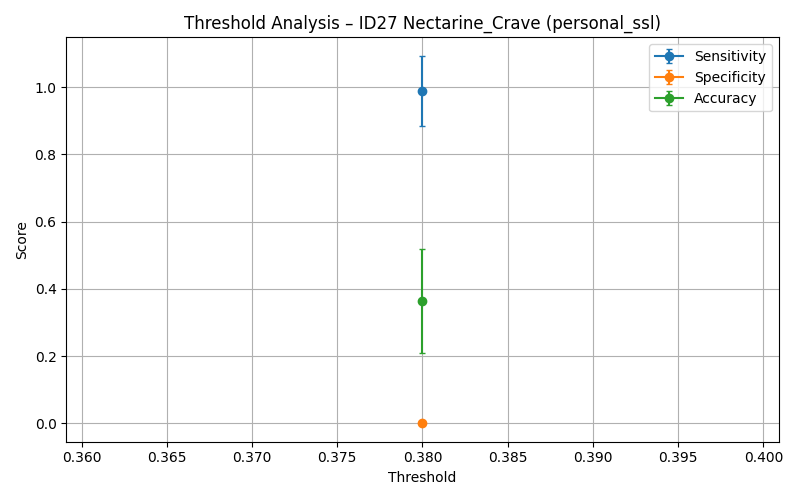 Threshold Analysis – ID27 Nectarine_Crave (personal_ssl)
Sensitivity
Specificity
Accuracy
Score
1.0
0.8
0.6
0.4
0.2
0.0
0.360 0.365 0.370 0.375 0.380 0.385 0.390 0.395 0.400
Threshold